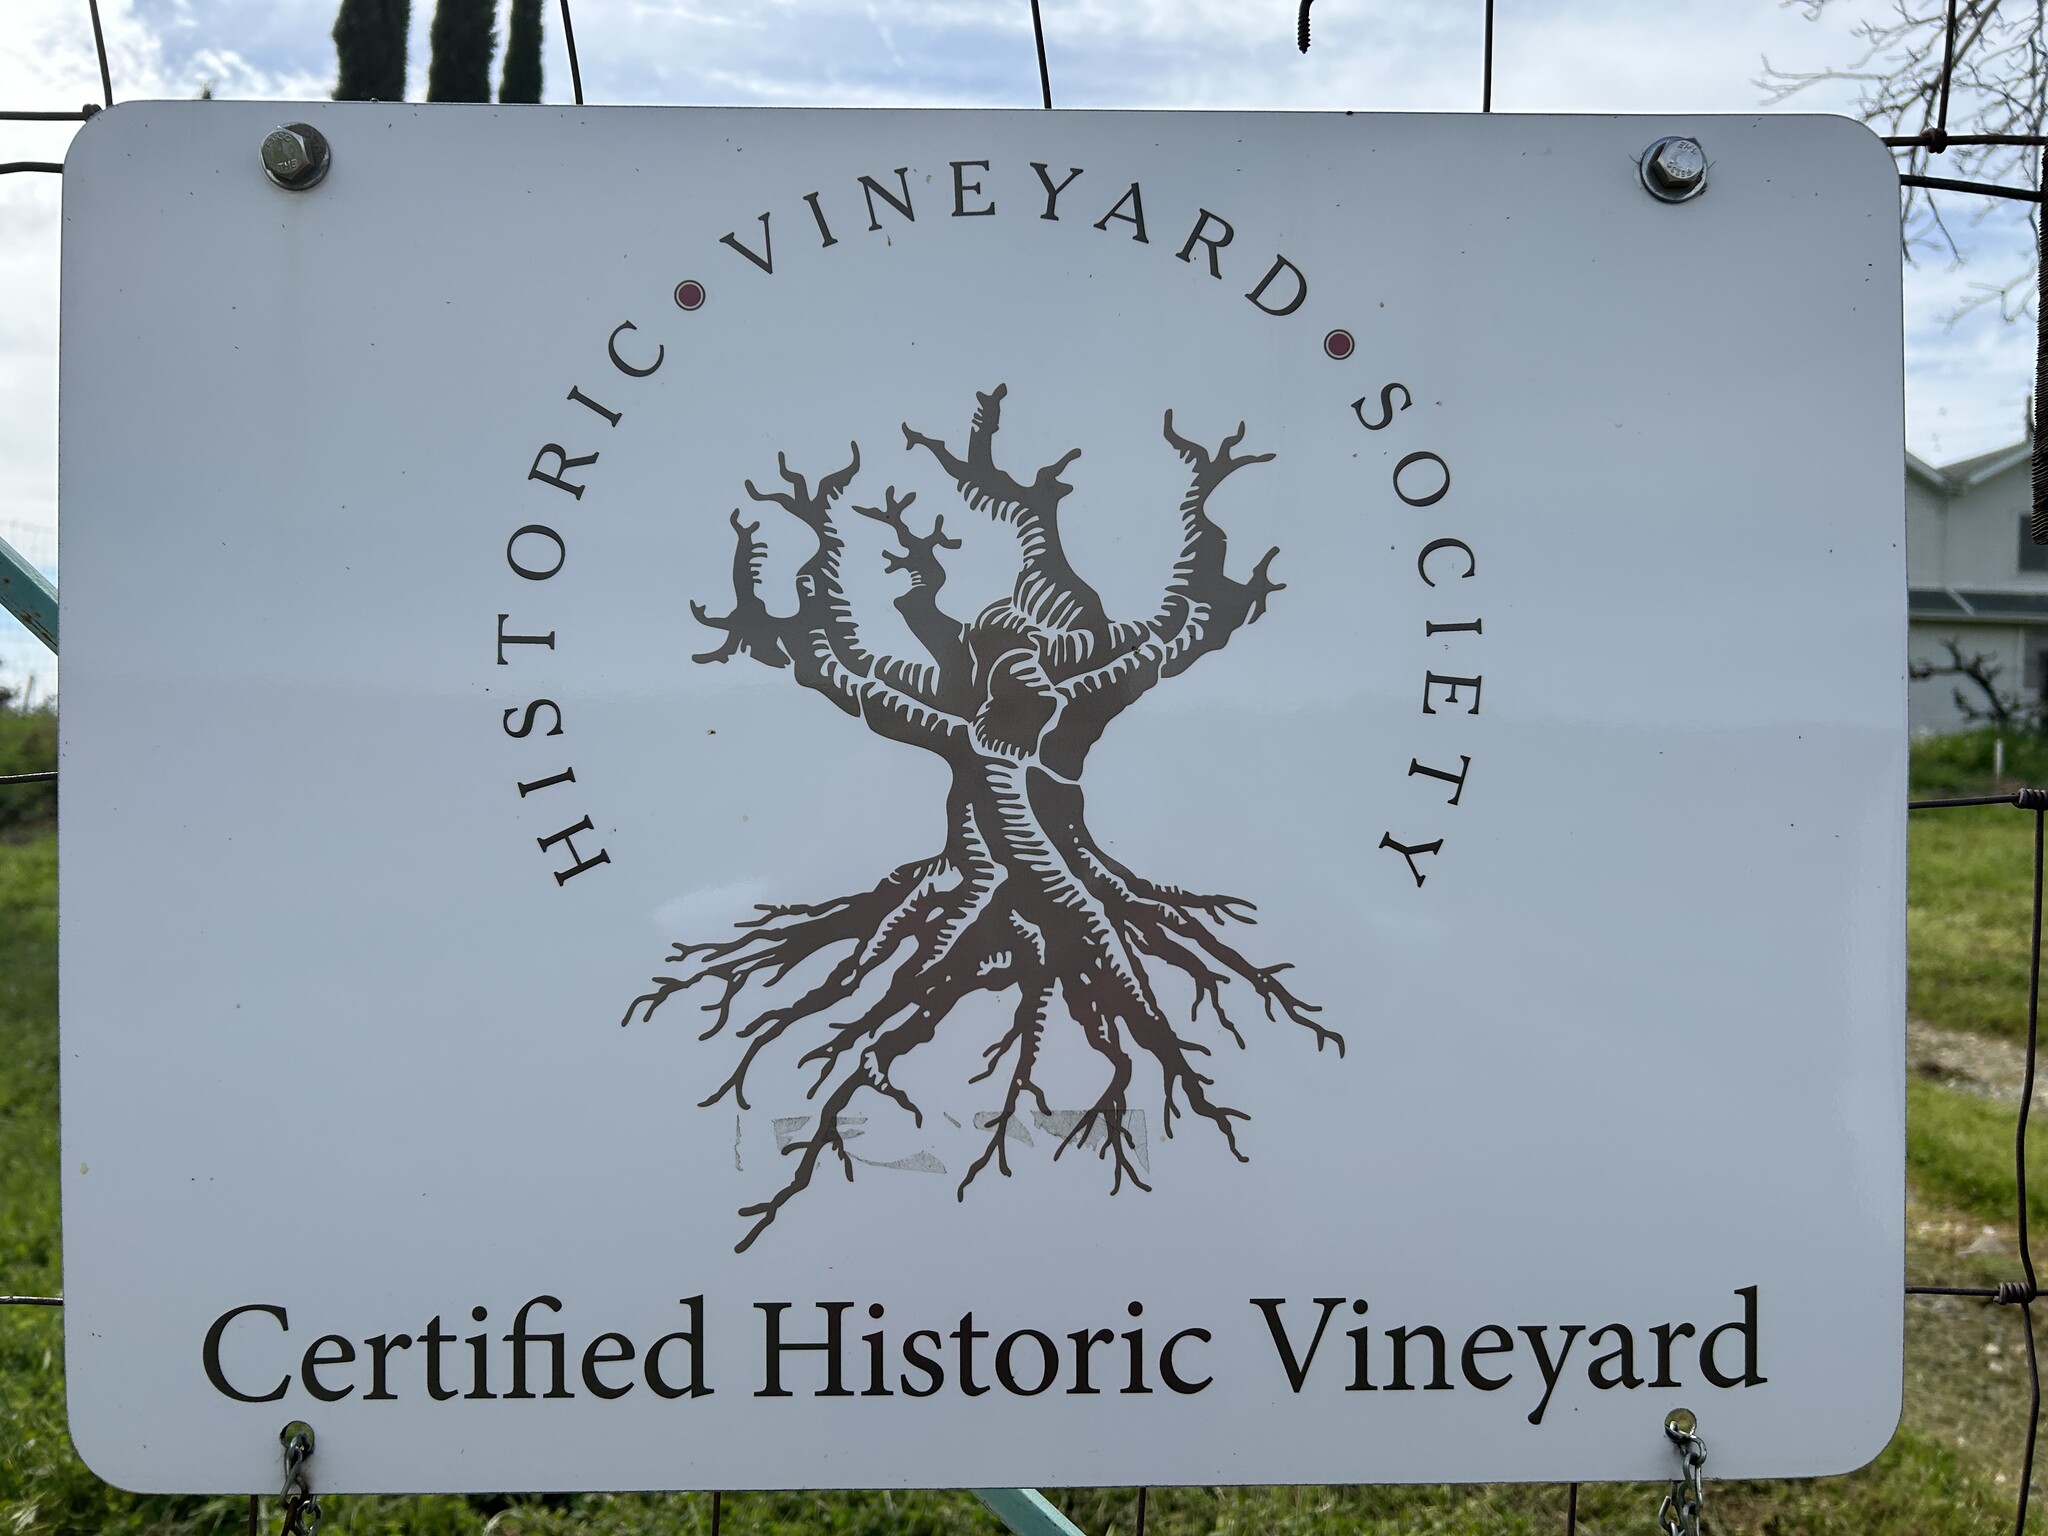 HISTORIC • VINEYARD • SOCIETY
Certified Historic Vineyard